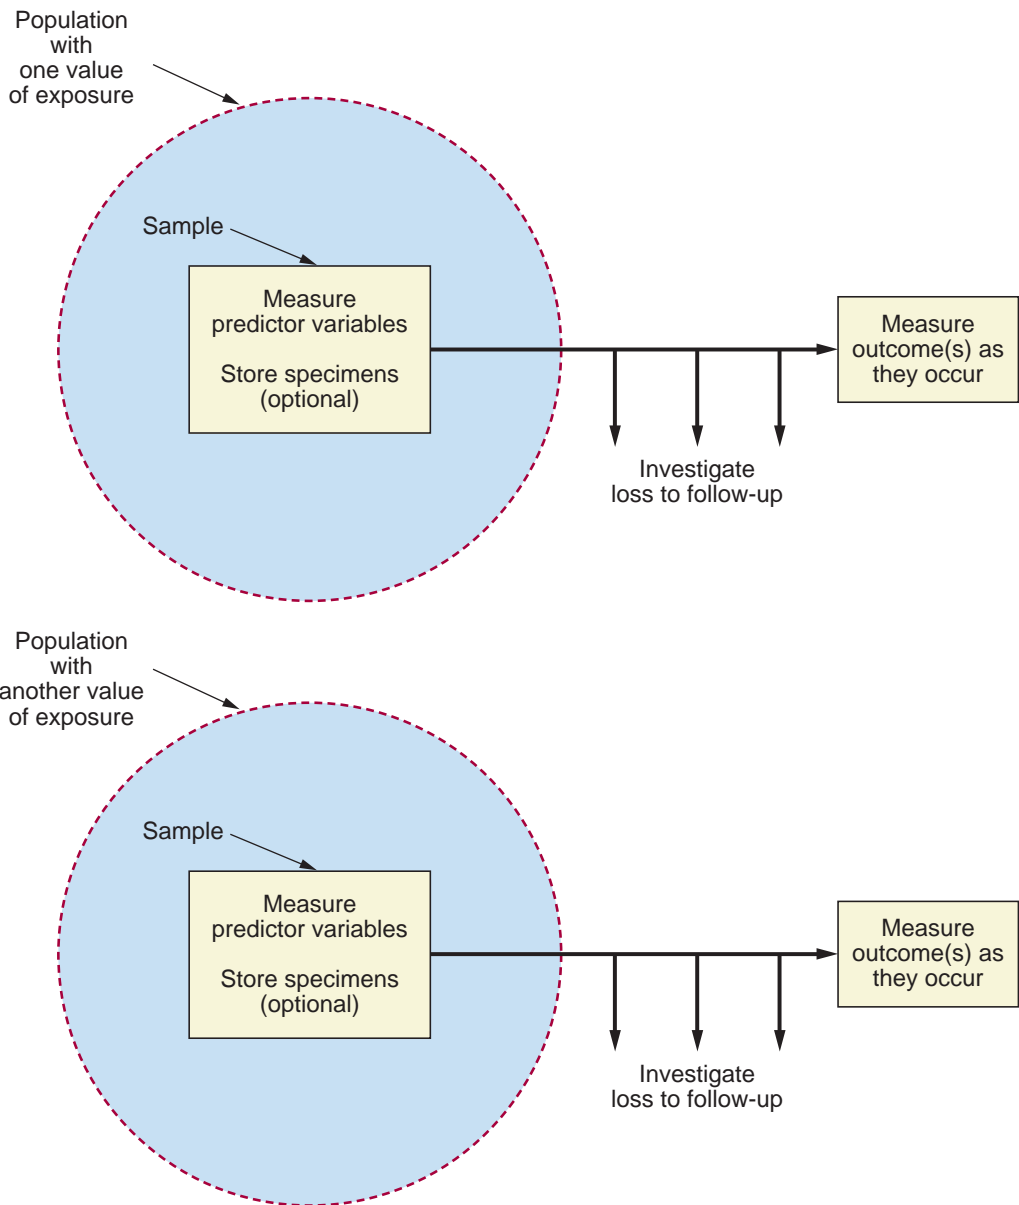 Population
with
one value
of exposure
Sample
Measure
predictor variables
Store specimens
(optional)
Measure
outcome(s) as
they occur
Investigate
loss to follow-up
Population
with
another value
of exposure
Sample
Measure
predictor variables
Store specimens
(optional)
Measure
outcome(s) as
they occur
Investigate
loss to follow-up